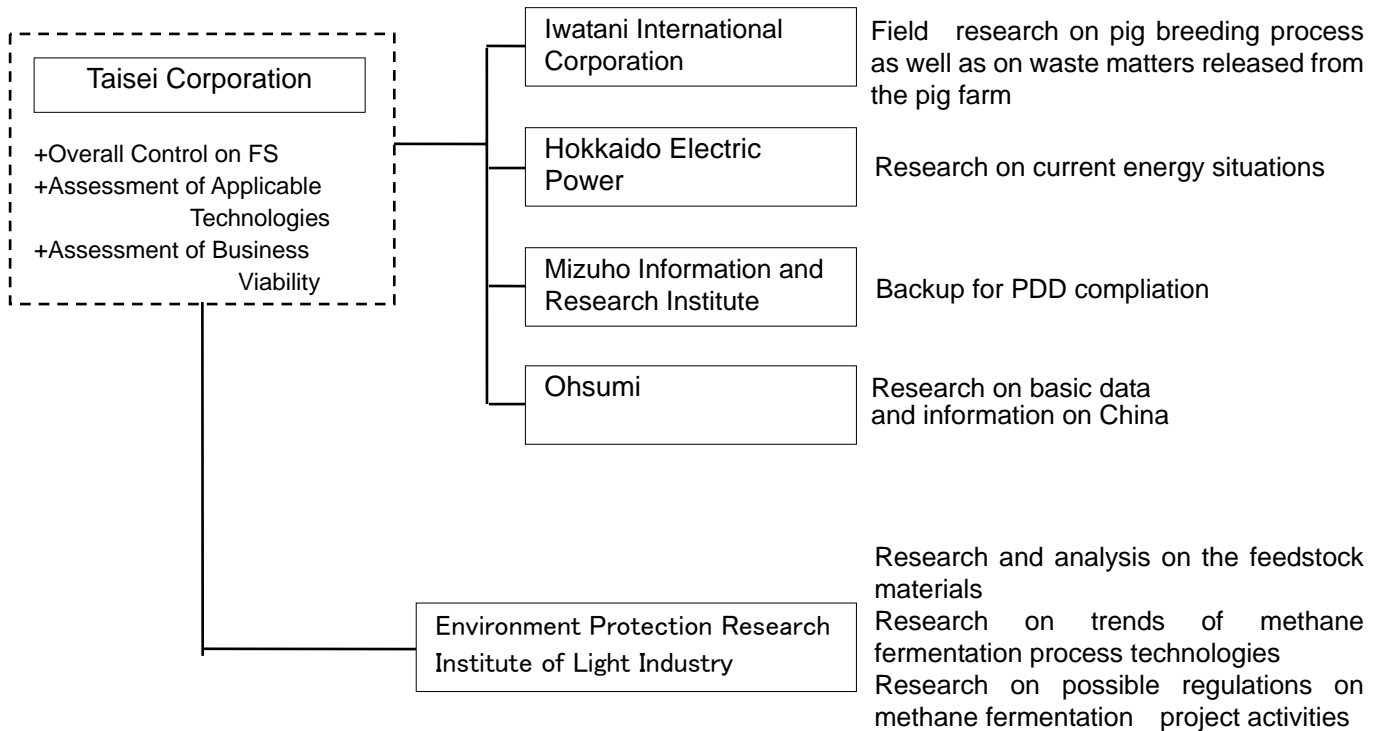 Taisei Corporation
+Overall Control on FS
+Assessment of Applicable
Technologies
+Assessment of Business
Viability
Iwatani International
Corporation
Field research on pig breeding process
as well as on waste matters released from
the pig farm
Hokkaido Electric
Power
Research on current energy situations
Mizuho Information and
Research Institute
Backup for PDD compliation
Ohsumi
Research on basic data
and information on China
Environment Protection Research
Institute of Light Industry
Research and analysis on the feedstock
materials
Research on trends of methane
fermentation process technologies
Research on possible regulations on
methane fermentation project activities